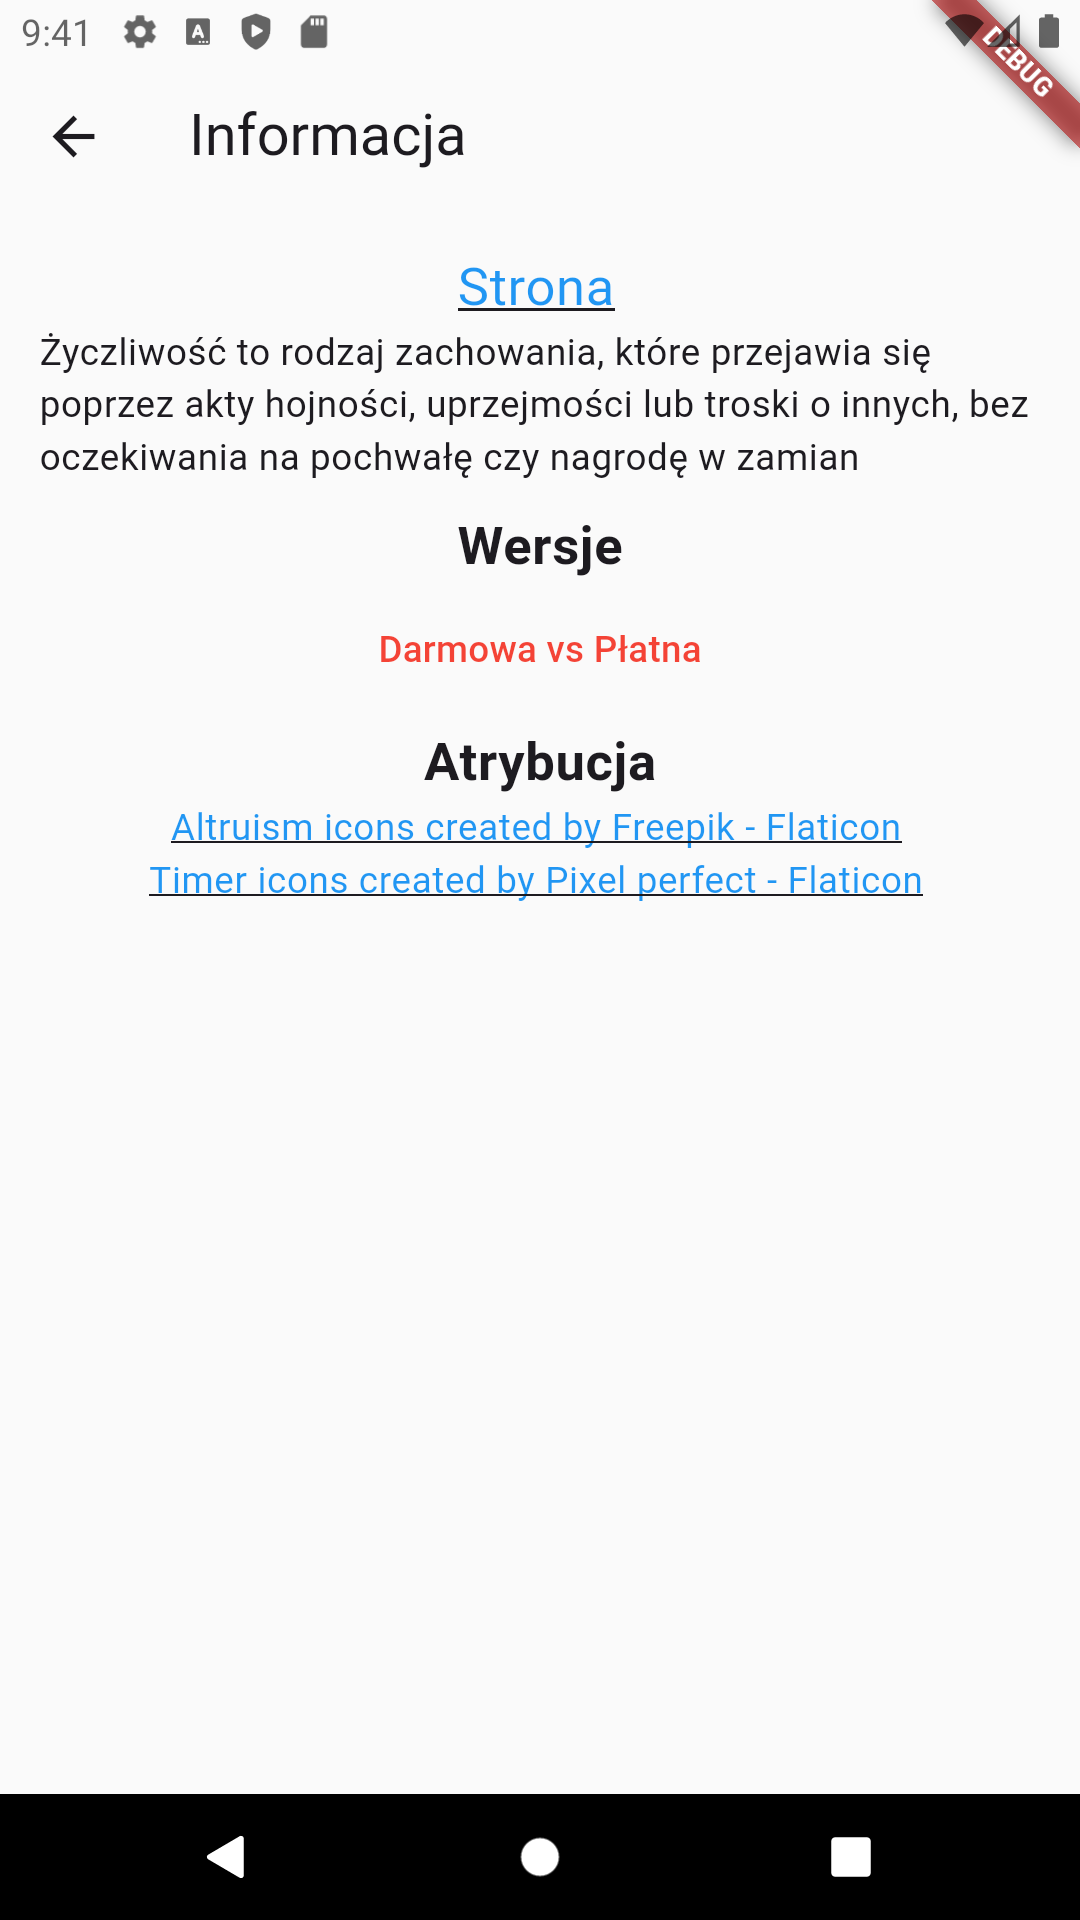 9:41
DEBUG
Informacja
Strona
Życzliwość to rodzaj zachowania, które przejawia się
poprzez akty hojności, uprzejmości lub troski o innych, bez
oczekiwania na pochwałę czy nagrodę w zamian
Wersje
Darmowa vs Płatna
Atrybucja
Altruism icons created by Freepik - Flaticon
Timer icons created by Pixel perfect - Flaticon